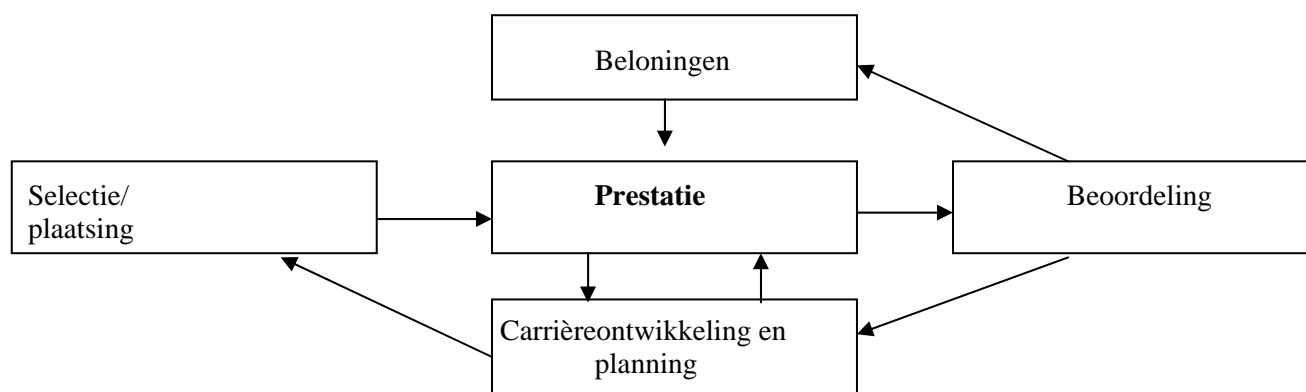 Beloningen
Selectie/
plaatsing
Prestatie
Beoordeling
Carrièreontwikkeling en
planning